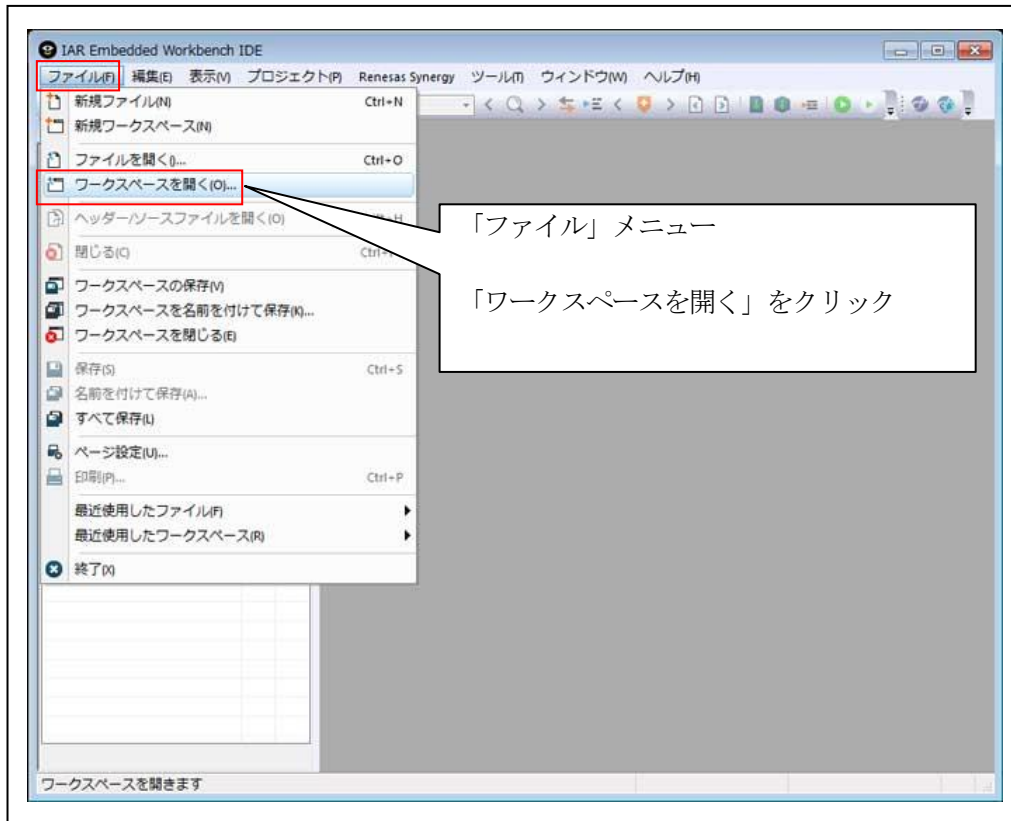 IAR Embedded Workbench IDE
ファイル(F) 編集(E) 表示(V) プロジェクト(P) Renesas Synergy ツール(T) ウィンドウ(W) ヘルプ(H)
新規ファイル(N) Ctrl+N
新規ワークスペース(N)
ファイルを開く()... Ctrl+O
ワークスペースを開く(O)...
ヘッダー/ソースファイルを開く(O)
閉じる(C)
ワークスペースの保存(V)
ワークスペースを名前を付けて保存(K)...
ワークスペースを閉じる(E)
保存(S) Ctrl+S
名前を付けて保存(A)...
すべて保存(L)
ページ設定(U)...
印刷(P)... Ctrl+P
最近使用したファイル(F)
最近使用したワークスペース(R)
終了(X)
「ファイル」メニュー
「ワークスペースを開く」をクリック
ワークスペースを開きます